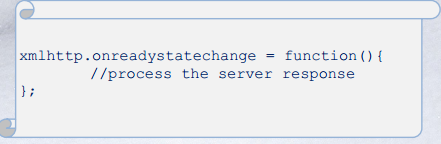 xmlhttp.onreadystatechange = function(){
//process the server response
};